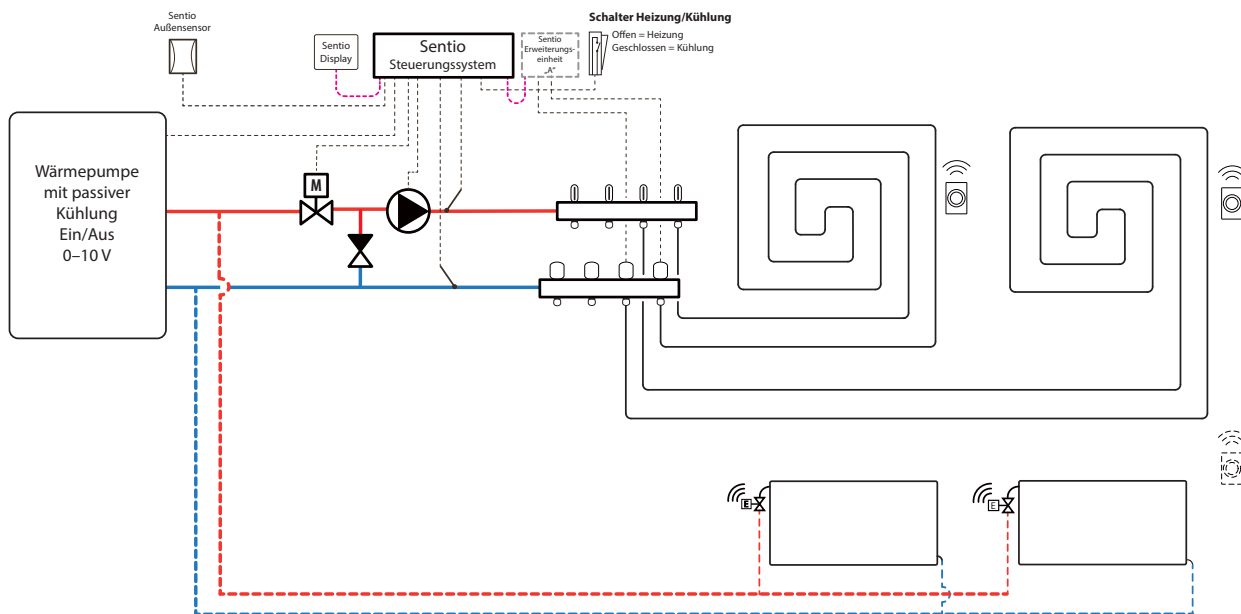 Sentio
Außensensor
Sentio
Display
Sentio
Steuerungssystem
Sentio
Erweiterungs-
einheit
„A“
Schalter Heizung/Kühlung
Offen = Heizung
Geschlossen = Kühlung
Wärmepumpe
mit passiver
Kühlung
Ein/Aus
0–10 V
M
E
E